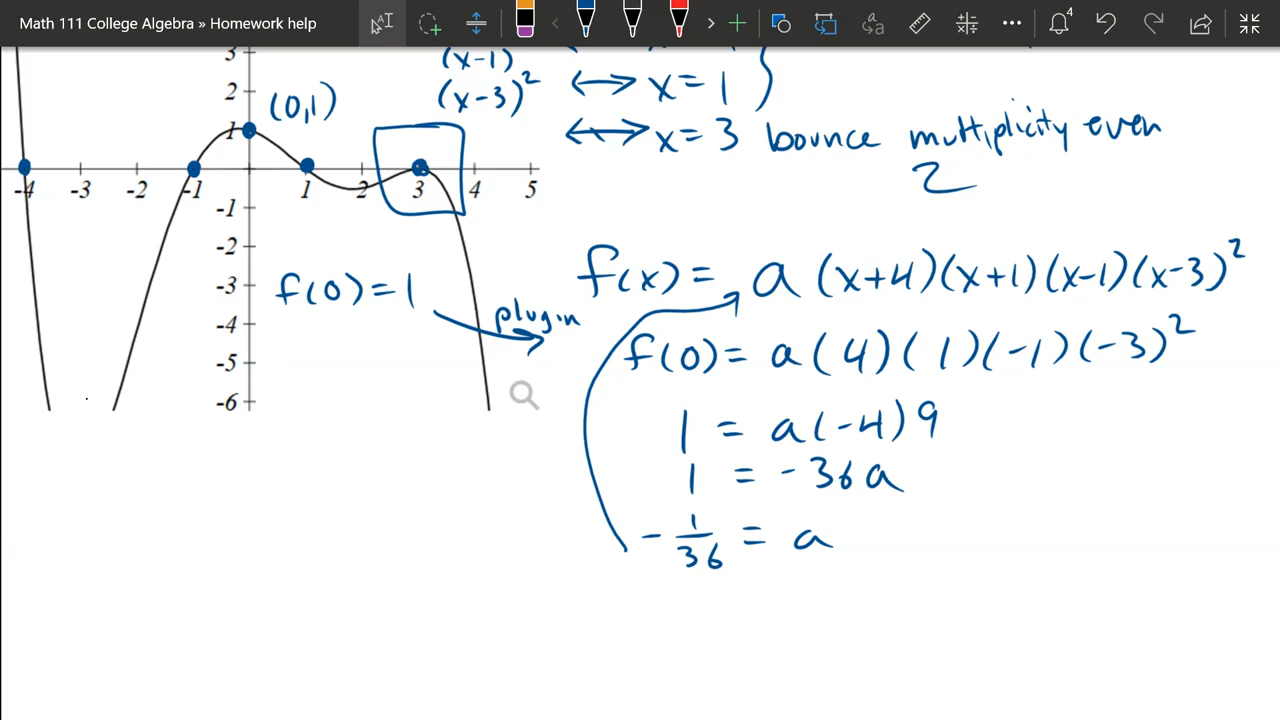 Math 111 College Algebra » Homework help
4
3
2
1
-4 -3 -2 -1 1 2 3 4 5
-1
-2
-3
-4
-5
-6
(0,1)
(x-1)
(x-3)²
⟷ x=1 }
⟷ x=3 bounce multiplicity even
2
f(0)=1
plug in
f(x)= a(x+4)(x+1)(x-1)(x-3)²
f(0)= a(4)(1)(-1)(-3)²
1 = a(-4)9
1 = -36a
-1/36 = a